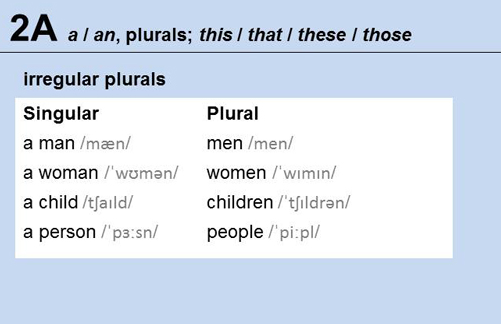 2A a / an, plurals; this / that / these / those
irregular plurals
Singular Plural
a man /mæn/ men /men/
a woman /ˈwʊmən/ women /ˈwɪmɪn/
a child /tʃaɪld/ children /ˈtʃɪldrən/
a person /ˈpɜːsn/ people /ˈpiːpl/